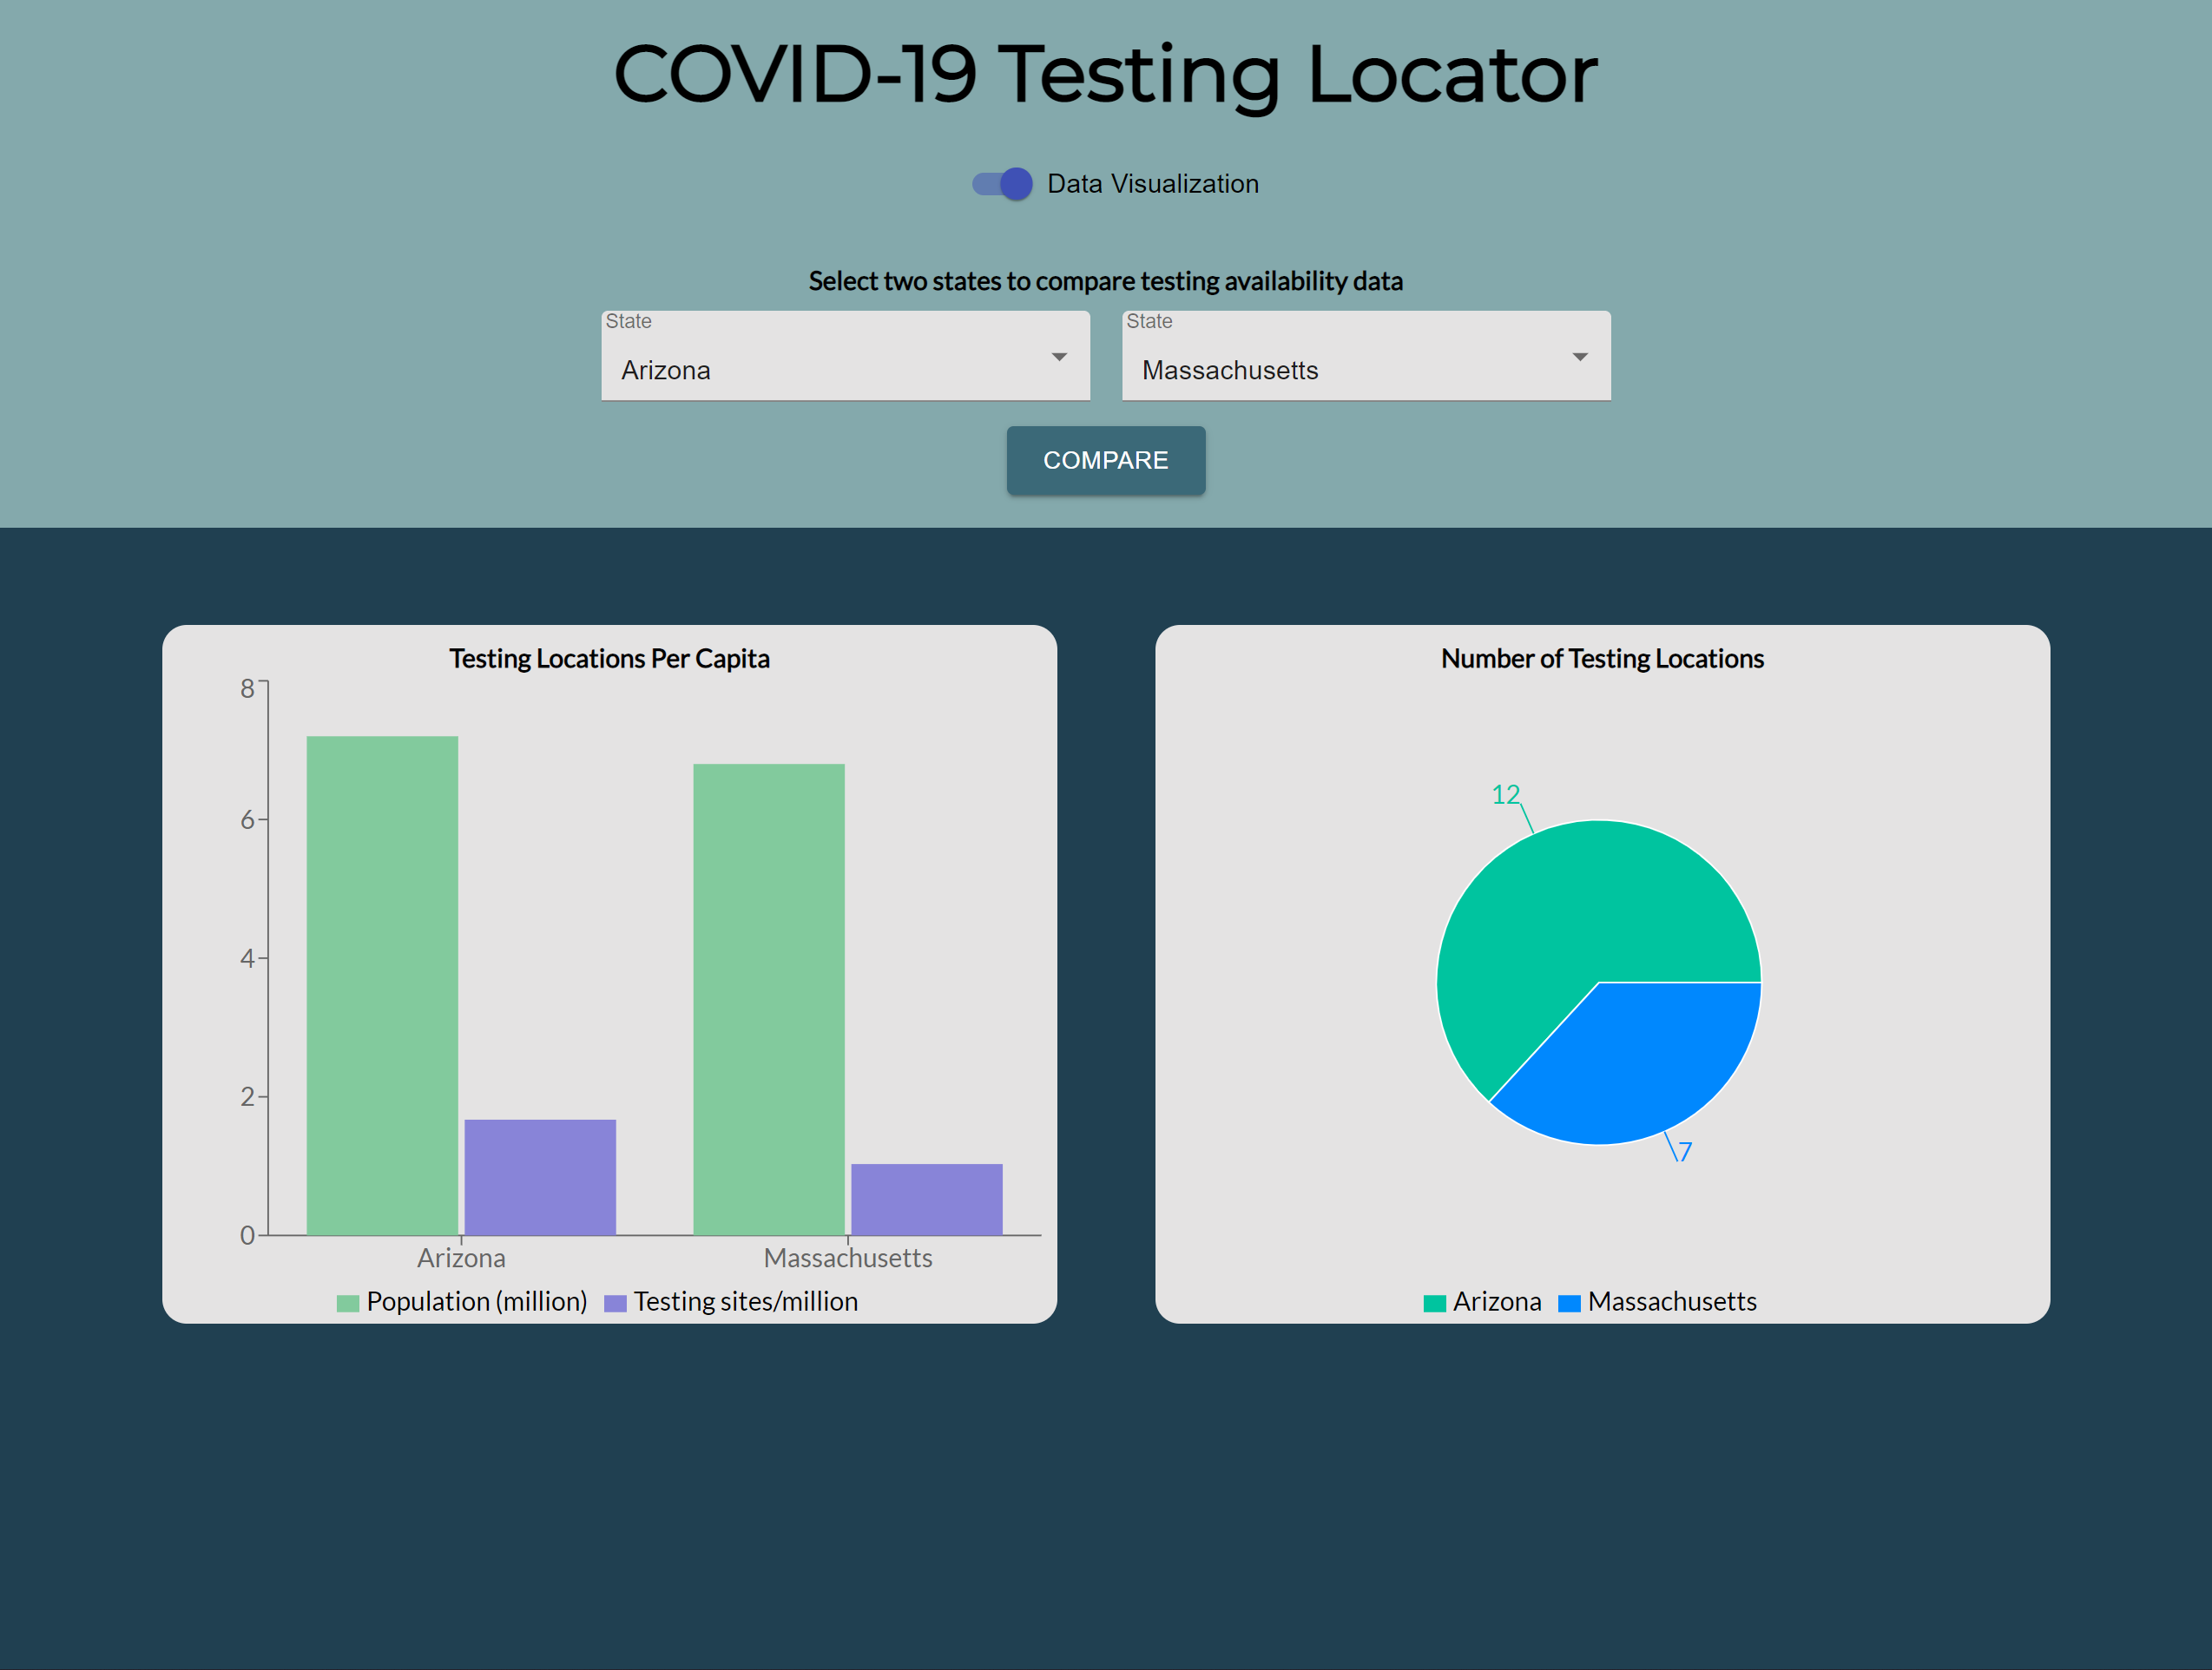 COVID-19 Testing Locator
Data Visualization
Select two states to compare testing availability data
State
Arizona
State
Massachusetts
COMPARE
Testing Locations Per Capita
8
6
4
2
0
Arizona
Massachusetts
Population (million)
Testing sites/million
Number of Testing Locations
12
7
Arizona
Massachusetts